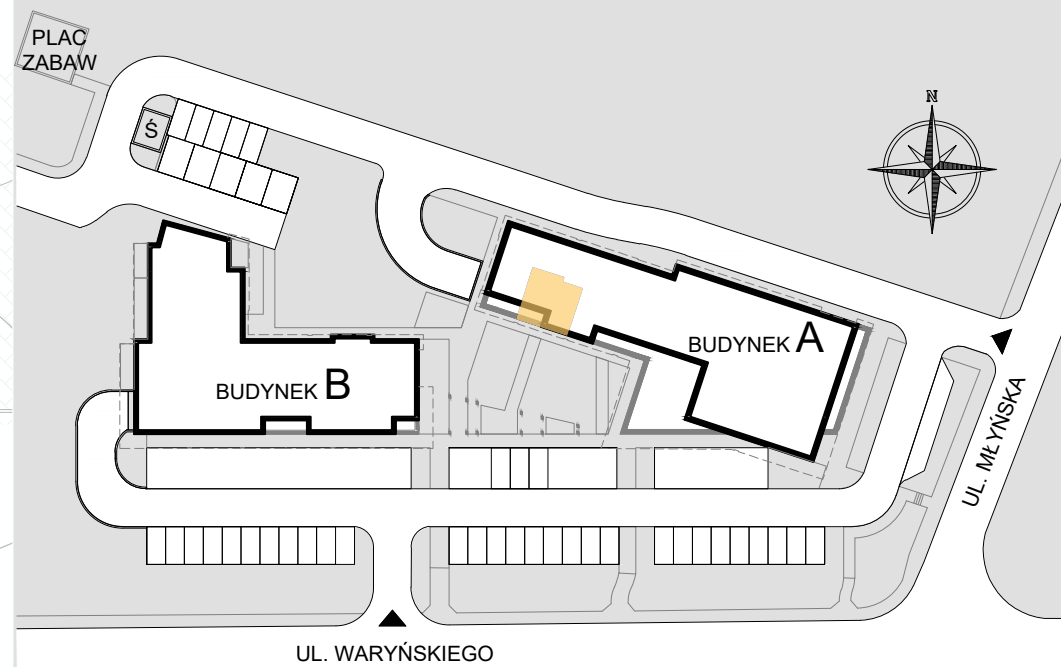 PLAC
ZABAW
Ś
N
BUDYNEK A
BUDYNEK B
UL. MŁYŃSKA
UL. WARYŃSKIEGO